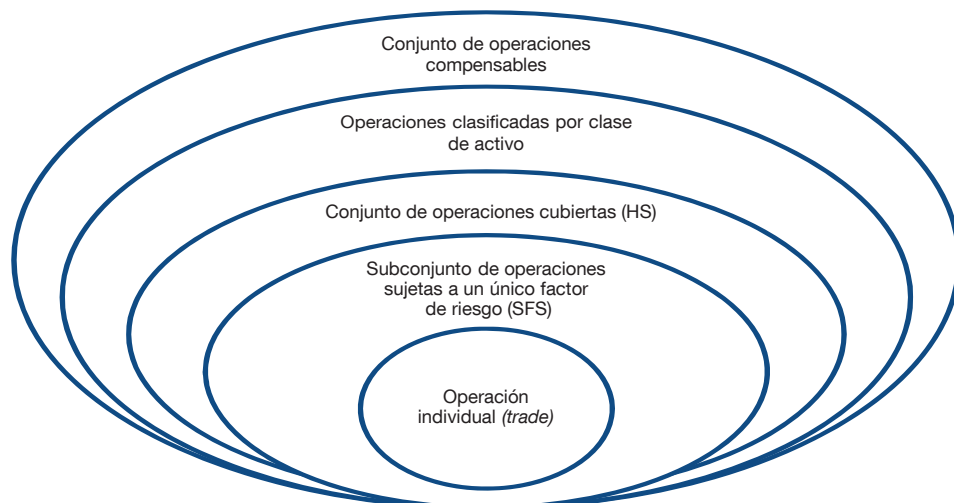 Conjunto de operaciones
compensables
Operaciones clasificadas por clase
de activo
Conjunto de operaciones cubiertas (HS)
Subconjunto de operaciones
sujetas a un único factor
de riesgo (SFS)
Operación
individual (trade)